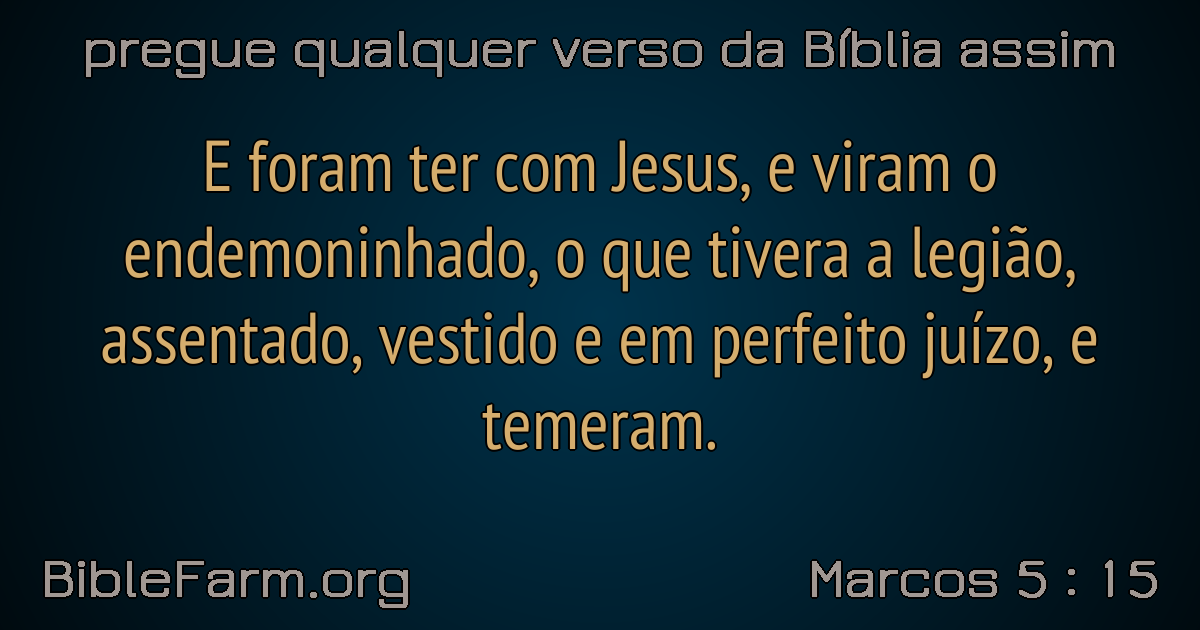 pregue qualquer verso da Bíblia assim
E foram ter com Jesus, e viram o
endemoninhado, o que tivera a legião,
assentado, vestido e em perfeito juízo, e
temeram.
BibleFarm.org
Marcos 5 : 15